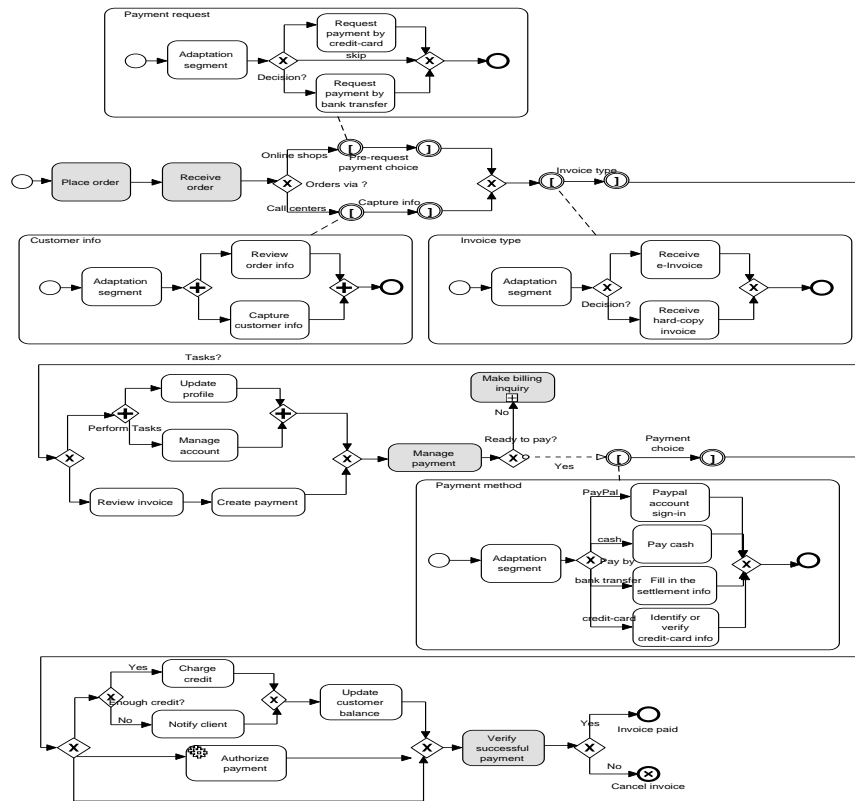 Payment request
Request
payment by
credit-card
Adaptation
segment
skip
Decision?
Request
payment by
bank transfer
Online shops
Pre-request
payment choice
Invoice type
Place order
Receive
order
Orders via ?
Call centers
Capture info
Customer info
Review
order info
Adaptation
segment
Capture
customer info
Invoice type
Receive
e-Invoice
Adaptation
segment
Decision?
Receive
hard-copy
invoice
Tasks?
Update
profile
Perform Tasks
Manage
account
Review invoice
Create payment
Make billing
inquiry
No
Manage
payment
Ready to pay?
Yes
Payment
choice
Payment method
PayPal
Paypal
account
sign-in
cash
Pay cash
Adaptation
segment
Pay by
bank transfer
Fill in the
settlement info
credit-card
Identify or
verify
credit-card info
Yes
Charge
credit
Enough credit?
No
Notify client
Update
customer
balance
Authorize
payment
Verify
successful
payment
Yes
Invoice paid
No
Cancel invoice